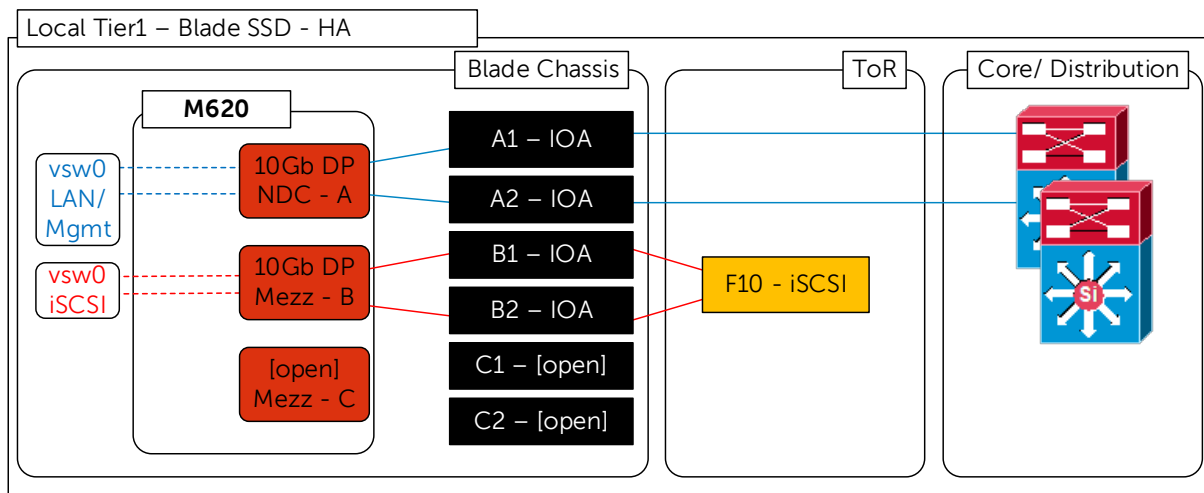 Local Tier1 – Blade SSD - HA
Blade Chassis
ToR
Core/ Distribution
M620
vsw0
LAN/
Mgmt
10Gb DP
NDC - A
A1 – IOA
A2 – IOA
vsw0
iSCSI
10Gb DP
Mezz - B
B1 – IOA
B2 – IOA
F10 - iSCSI
[open]
Mezz - C
C1 – [open]
C2 – [open]
Si